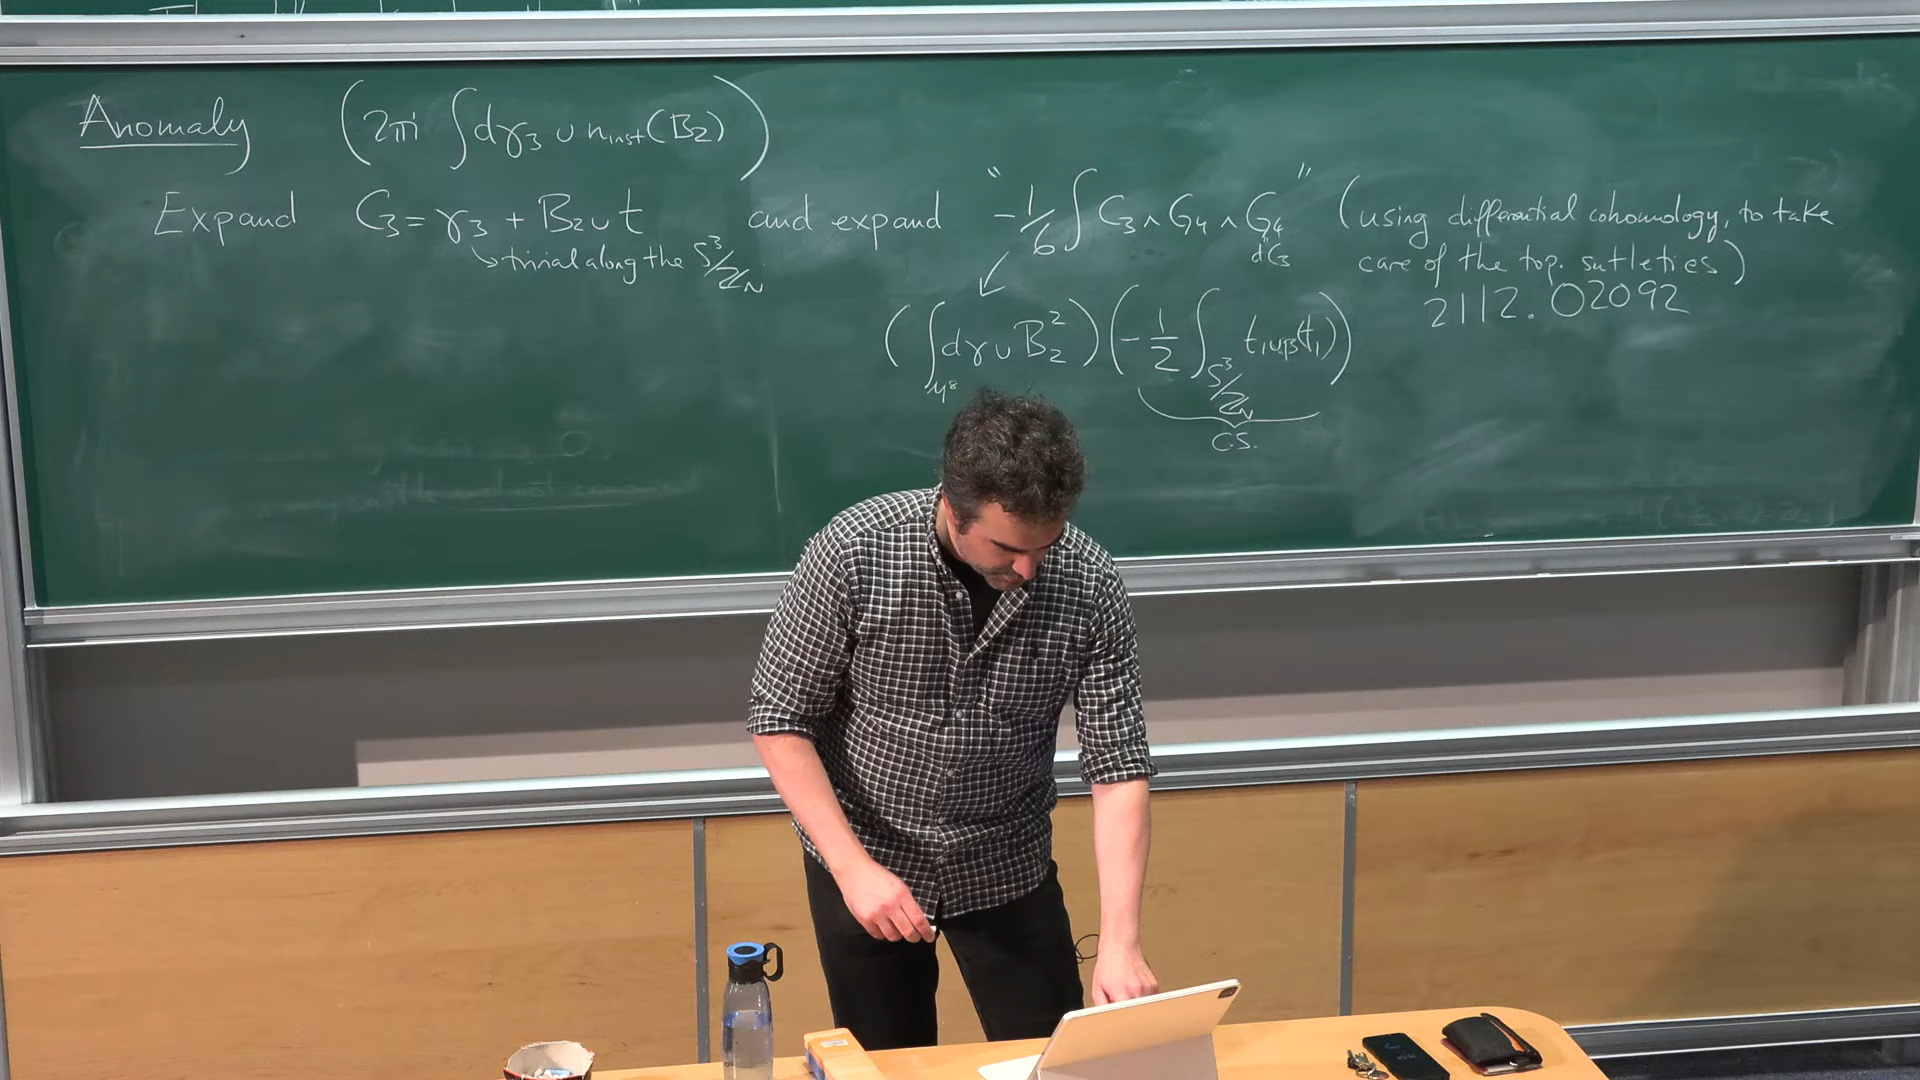 Anomaly (2πi ∫dγ₃ ∪ n_inst(B₂))
Expand C₃ = γ₃ + B₂∪t and expand "-1/6 ∫ C₃ ∧ G₄ ∧ G₄" (using differential cohomology, to take
↳ trivial along the S³/Z_N dC₃ care of the top. sutleties)
2112.02092
(∫_{M⁸} dγ ∪ B₂²) (-1/2 ∫_{S³/Z_N} t₁∪β(t₁))
C.S.